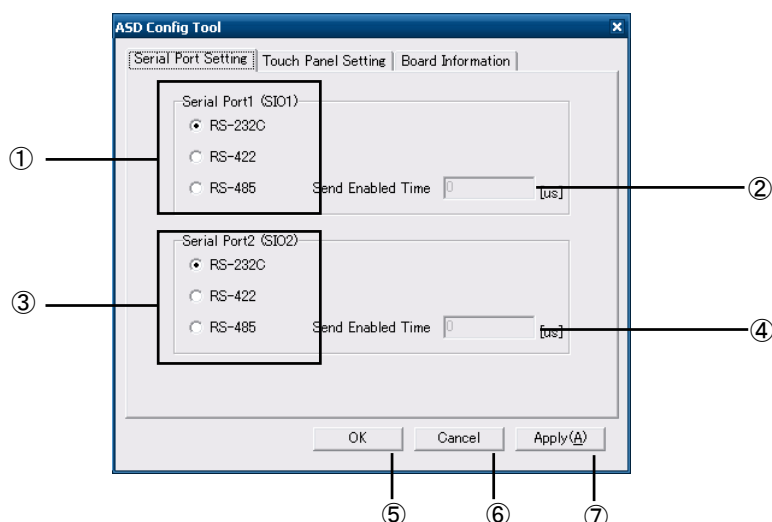 ASD Config Tool
Serial Port Setting Touch Panel Setting Board Information
Serial Port1 (SIO1)
RS-232C
RS-422
RS-485 Send Enabled Time 0 [us]
Serial Port2 (SIO2)
RS-232C
RS-422
RS-485 Send Enabled Time 0 [us]
OK Cancel Apply(A)
①
②
③
④
⑤ ⑥ ⑦